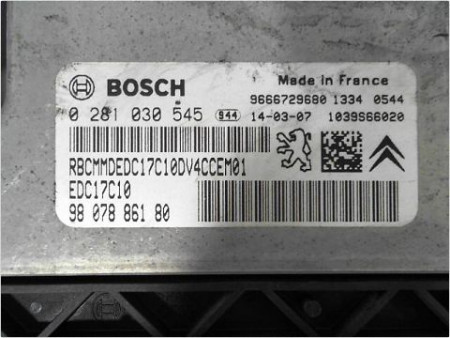 BOSCH
Made in France
9666729680 1334 0544
0 281 030 545 944 14-03-07 1039S66020
RBCMMDEDC17C10DV4CCEM01
EDC17C10
98 078 861 80